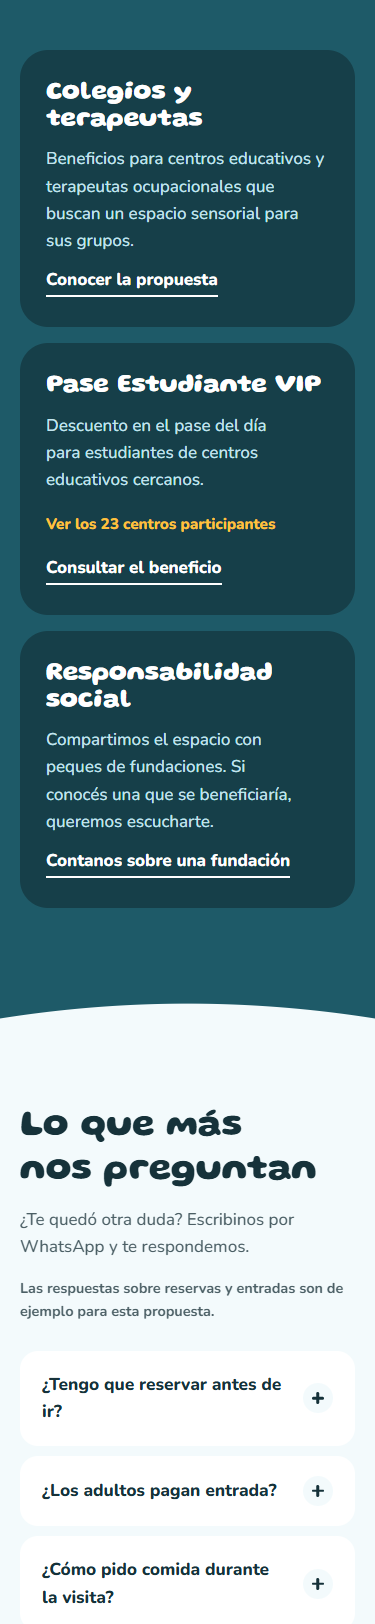 Colegios y
terapeutas
Beneficios para centros educativos y
terapeutas ocupacionales que
buscan un espacio sensorial para
sus grupos.
Conocer la propuesta
Pase Estudiante VIP
Descuento en el pase del día
para estudiantes de centros
educativos cercanos.
Ver los 23 centros participantes
Consultar el beneficio
Responsabilidad
social
Compartimos el espacio con
peques de fundaciones. Si
conocés una que se beneficiaría,
queremos escucharte.
Contanos sobre una fundación
Lo que más
nos preguntan
¿Te quedó otra duda? Escribinos por
WhatsApp y te respondemos.
Las respuestas sobre reservas y entradas son de
ejemplo para esta propuesta.
¿Tengo que reservar antes de
ir?
¿Los adultos pagan entrada?
¿Cómo pido comida durante
la visita?